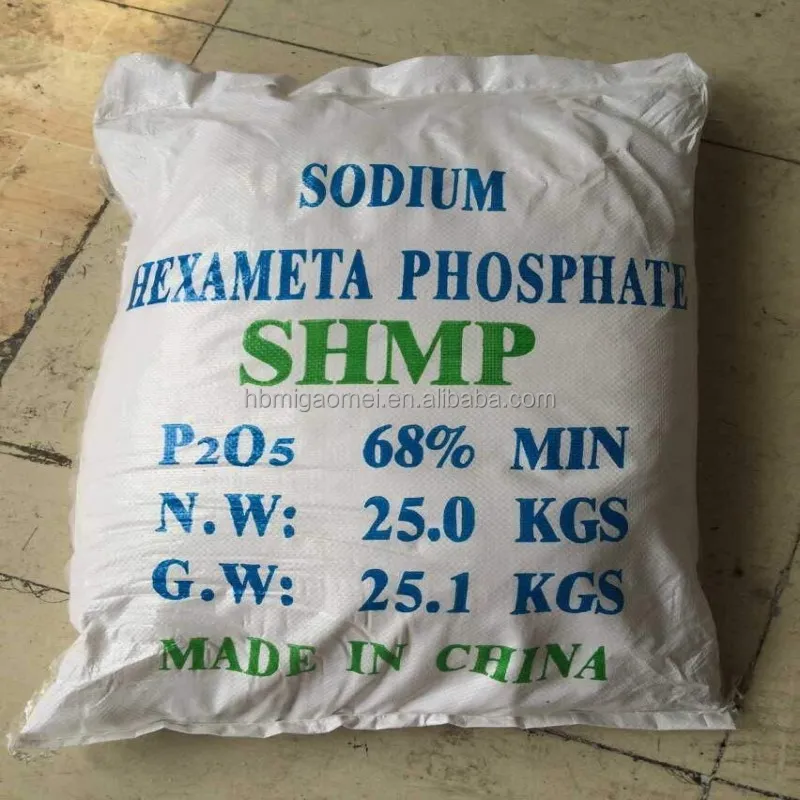 SODIUM
HEXAMETA PHOSPHATE
SHMP
hbmigaomei.en.alibaba.com
P2O5 68% MIN
N.W: 25.0 KGS
G.W: 25.1 KGS
MADE IN CHINA